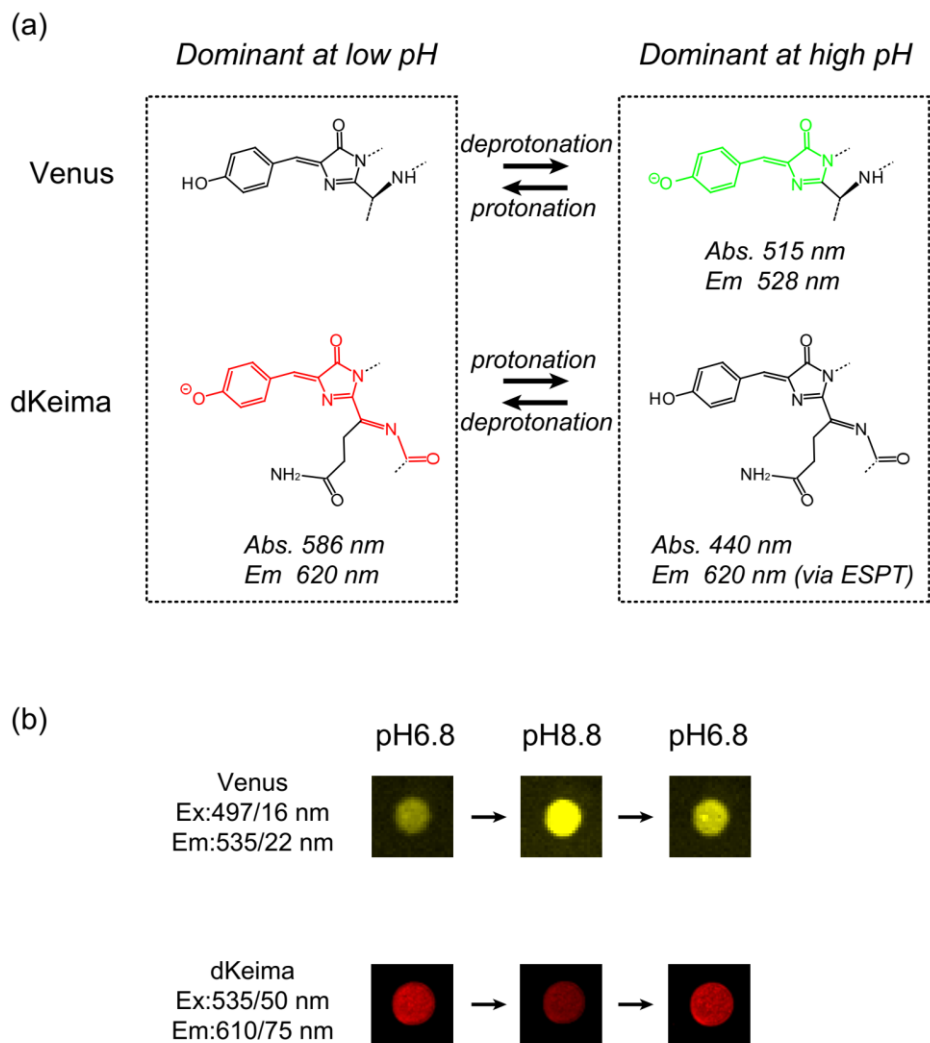 (a)
Dominant at low pH
Dominant at high pH
Venus
HO
O
N
N
NH
deprotonation
protonation
⊖
O
O
N
N
NH
Abs. 515 nm
Em 528 nm
dKeima
⊖
O
O
N
N
N
O
NH₂
O
Abs. 586 nm
Em 620 nm
protonation
deprotonation
HO
O
N
N
N
O
NH₂
O
Abs. 440 nm
Em 620 nm (via ESPT)
(b)
pH6.8
pH8.8
pH6.8
Venus
Ex:497/16 nm
Em:535/22 nm
dKeima
Ex:535/50 nm
Em:610/75 nm